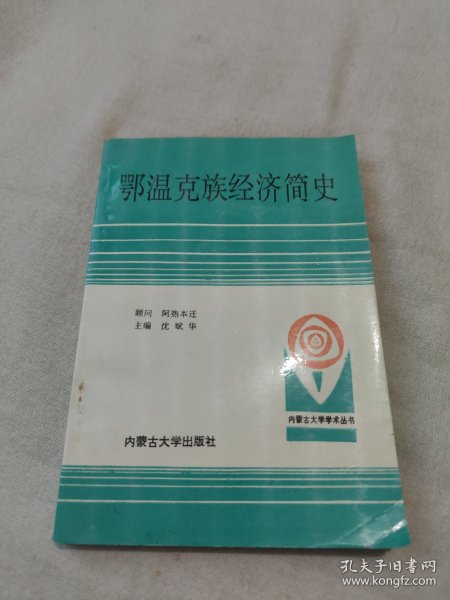 鄂温克族经济简史
顾问 阿热本迁
主编 沈斌华
内蒙古大学学术丛书
内蒙古大学出版社
孔夫子旧书网
www.kongfz.com